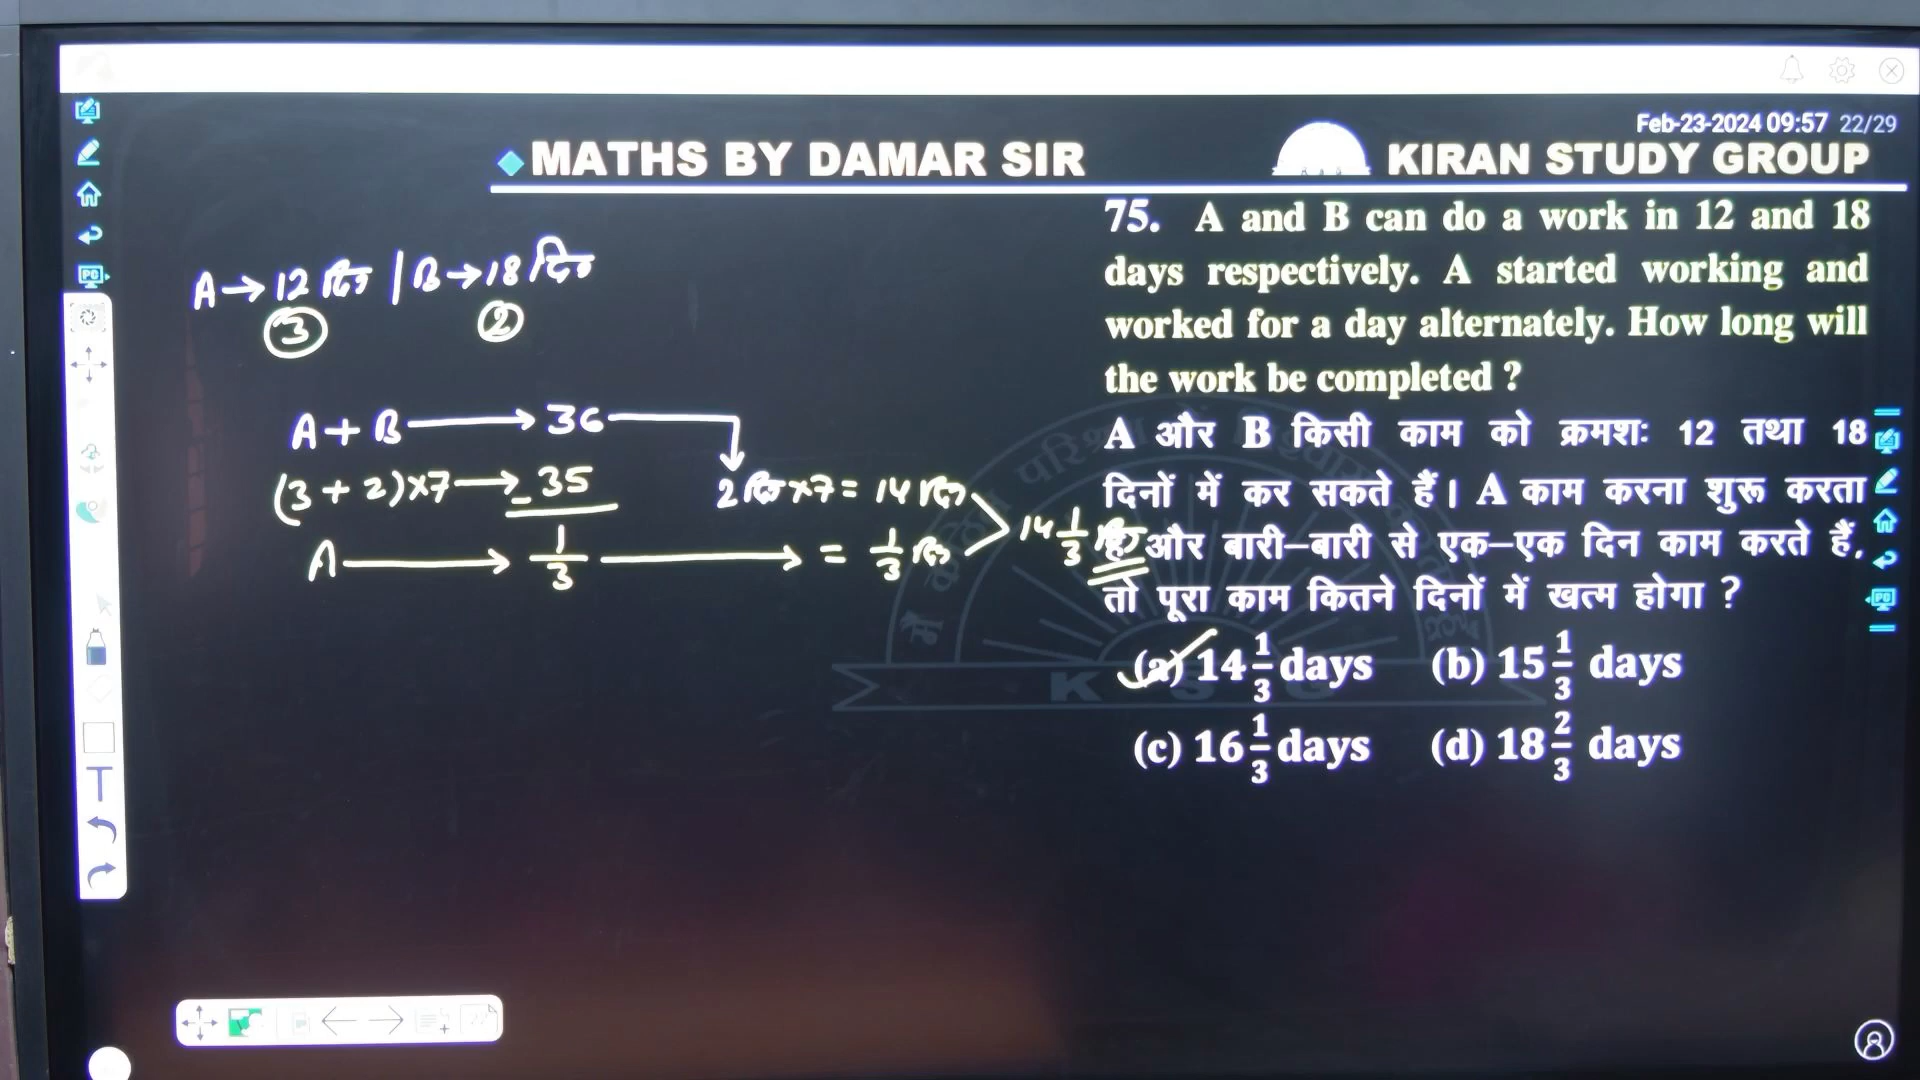 Feb-23-2024 09:57 22/29
MATHS BY DAMAR SIR
KIRAN STUDY GROUP
A → 12 दिन | B → 18 दिन
3 2
A + B → 36
(3 + 2) × 7 → - 35
2 दिन × 7 = 14 दिन
A → 1/3 → = 1/3 दिन
14 1/3 दिन
75. A and B can do a work in 12 and 18
days respectively. A started working and
worked for a day alternately. How long will
the work be completed ?
A और B किसी काम को क्रमशः 12 तथा 18
दिनों में कर सकते हैं। A काम करना शुरू करता
है और बारी–बारी से एक–एक दिन काम करते हैं,
तो पूरा काम कितने दिनों में खत्म होगा ?
(a) 14 1/3 days (b) 15 1/3 days
(c) 16 1/3 days (d) 18 2/3 days
K S G